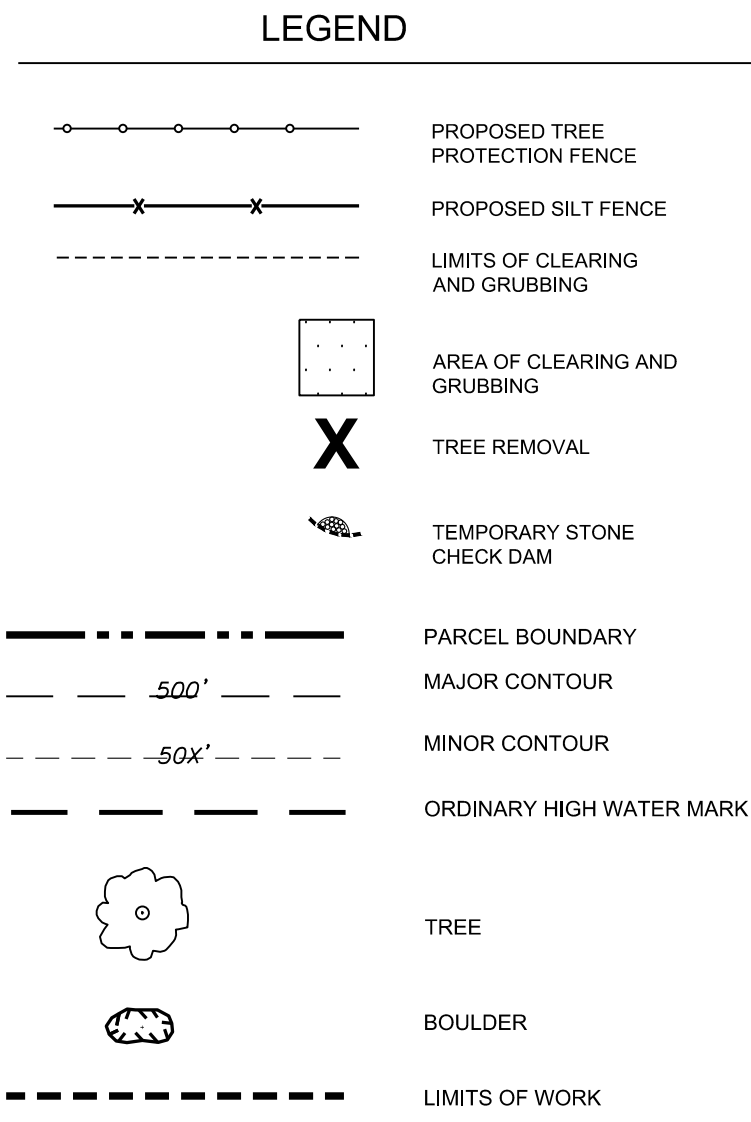 LEGEND
PROPOSED TREE
PROTECTION FENCE
X X
PROPOSED SILT FENCE
LIMITS OF CLEARING
AND GRUBBING
AREA OF CLEARING AND
GRUBBING
X
TREE REMOVAL
TEMPORARY STONE
CHECK DAM
PARCEL BOUNDARY
500'
MAJOR CONTOUR
50X'
MINOR CONTOUR
ORDINARY HIGH WATER MARK
TREE
BOULDER
LIMITS OF WORK